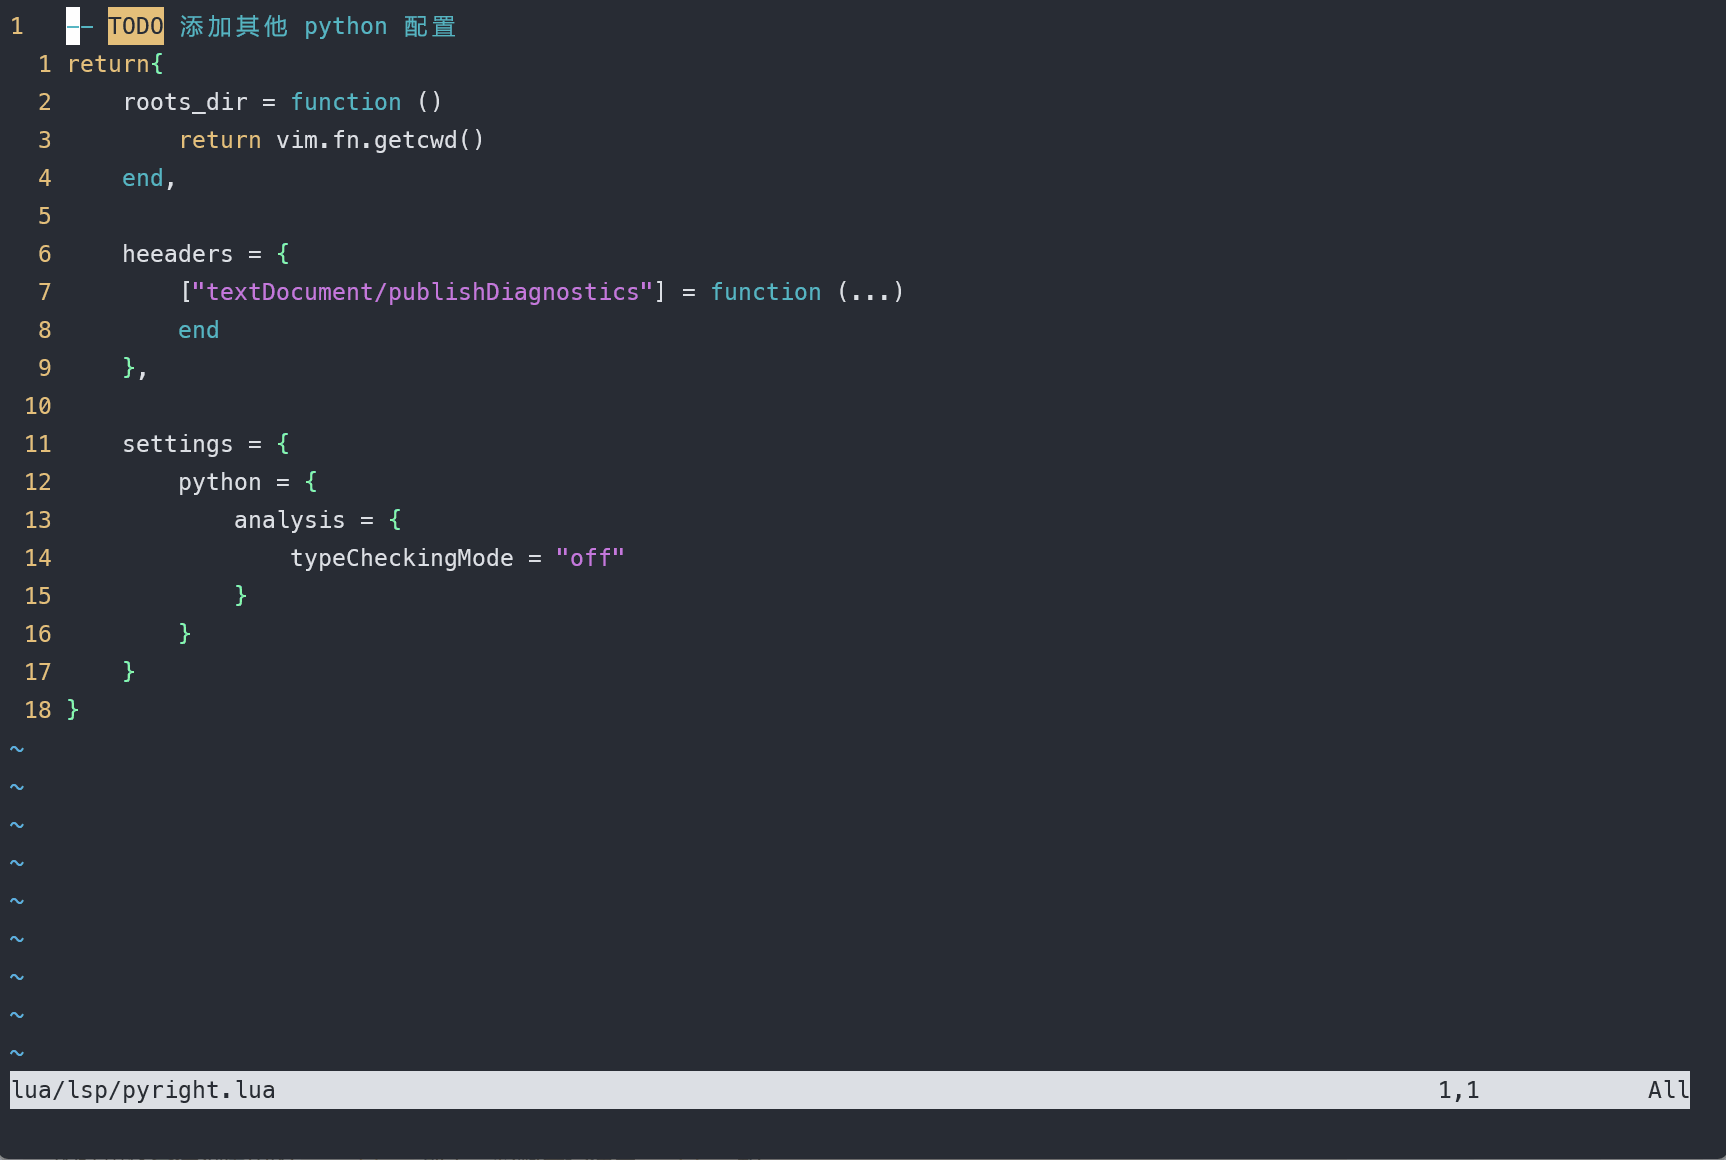 1   -- TODO 添加其他 python 配置
  1 return{
  2     roots_dir = function ()
  3         return vim.fn.getcwd()
  4     end,
  5
  6     heeaders = {
  7         ["textDocument/publishDiagnostics"] = function (...)
  8         end
  9     },
 10
 11     settings = {
 12         python = {
 13             analysis = {
 14                 typeCheckingMode = "off"
 15             }
 16         }
 17     }
 18 }
~
~
~
~
~
~
~
~
~
lua/lsp/pyright.lua 1,1 All